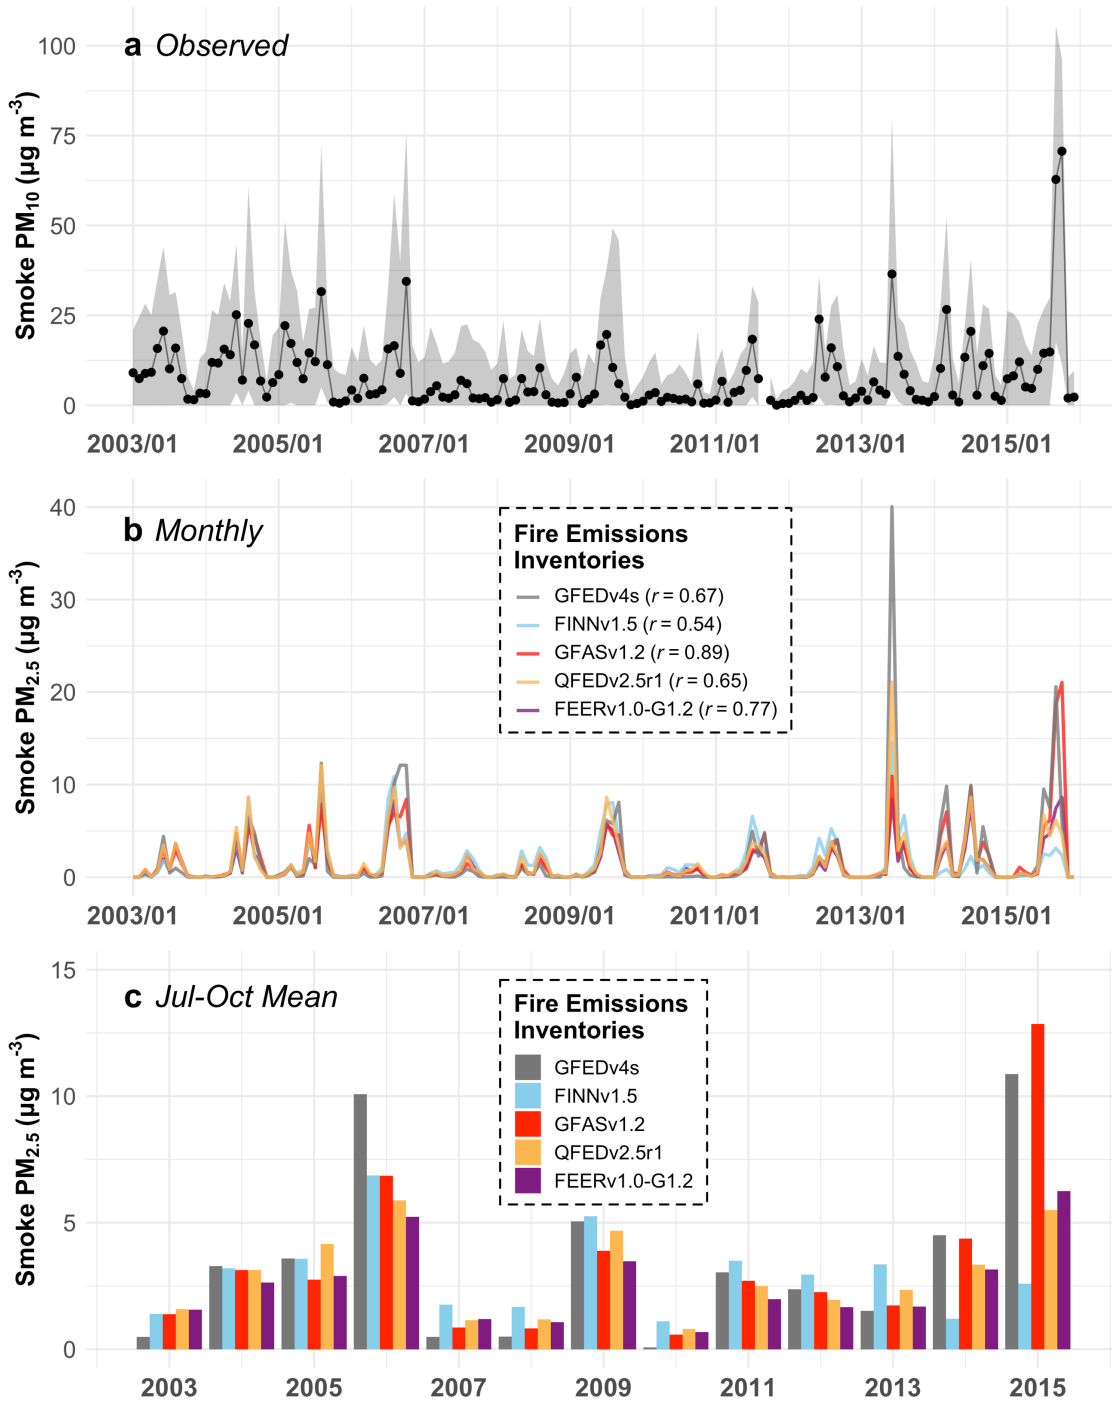 a Observed
Smoke PM10 (µg m-3)
100
75
50
25
0
2003/01 2005/01 2007/01 2009/01 2011/01 2013/01 2015/01
b Monthly
Smoke PM2.5 (µg m-3)
40
30
20
10
0
Fire Emissions
Inventories
GFEDv4s (r = 0.67)
FINNv1.5 (r = 0.54)
GFASv1.2 (r = 0.89)
QFEDv2.5r1 (r = 0.65)
FEERv1.0-G1.2 (r = 0.77)
2003/01 2005/01 2007/01 2009/01 2011/01 2013/01 2015/01
c Jul-Oct Mean
Smoke PM2.5 (µg m-3)
15
10
5
0
Fire Emissions
Inventories
GFEDv4s
FINNv1.5
GFASv1.2
QFEDv2.5r1
FEERv1.0-G1.2
2003 2005 2007 2009 2011 2013 2015